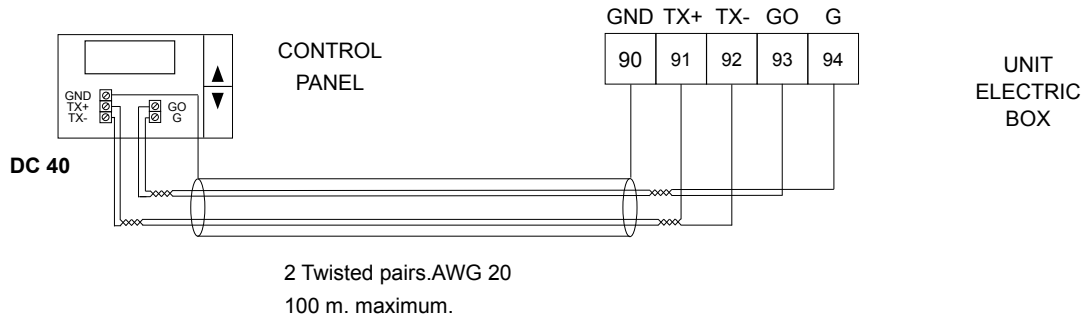 GND TX+ TX- GO G
90 91 92 93 94
CONTROL
PANEL
UNIT
ELECTRIC
BOX
GND
TX+
TX-
GO
G
DC 40
2 Twisted pairs.AWG 20
100 m. maximum.